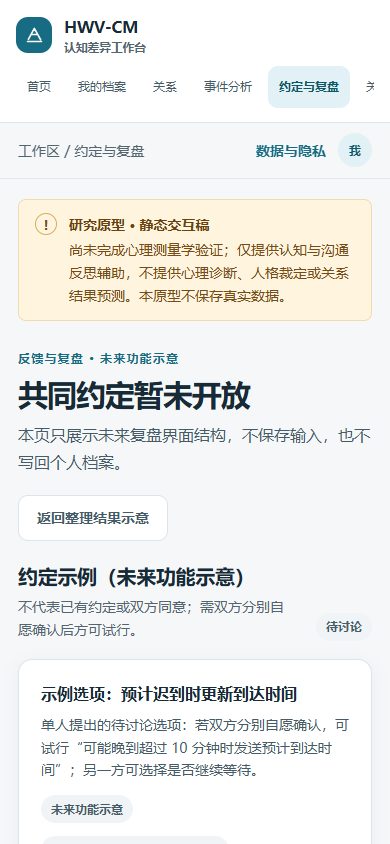 HWV-CM
认知差异工作台
首页 我的档案 关系 事件分析 约定与复盘
工作区 / 约定与复盘 数据与隐私 我
! 研究原型 • 静态交互稿
尚未完成心理测量学验证；仅提供认知与沟通
反思辅助，不提供心理诊断、人格裁定或关系
结果预测。本原型不保存真实数据。
反馈与复盘 • 未来功能示意
共同约定暂未开放
本页只展示未来复盘界面结构，不保存输入，也不
写回个人档案。
返回整理结果示意
约定示例（未来功能示意）
不代表已有约定或双方同意；需双方分别自
愿确认后方可试行。
待讨论
示例选项：预计迟到时更新到达时间
单人提出的待讨论选项：若双方分别自愿确认，可
试行“可能晚到超过 10 分钟时发送预计到达时
间”；另一方可选择是否继续等待。
未来功能示意